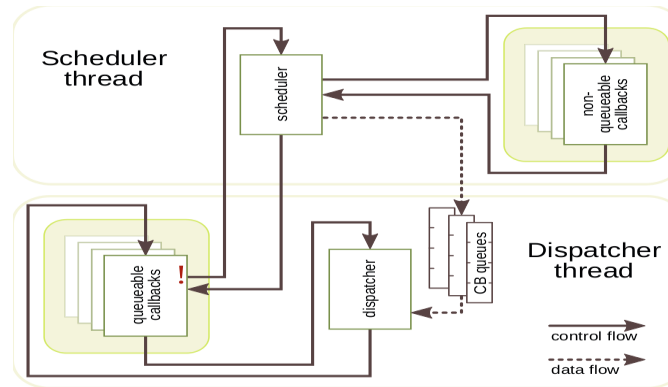 Scheduler
thread
scheduler
non-
queueable
callbacks
queueable
callbacks
!
dispatcher
CB queues
Dispatcher
thread
control flow
data flow